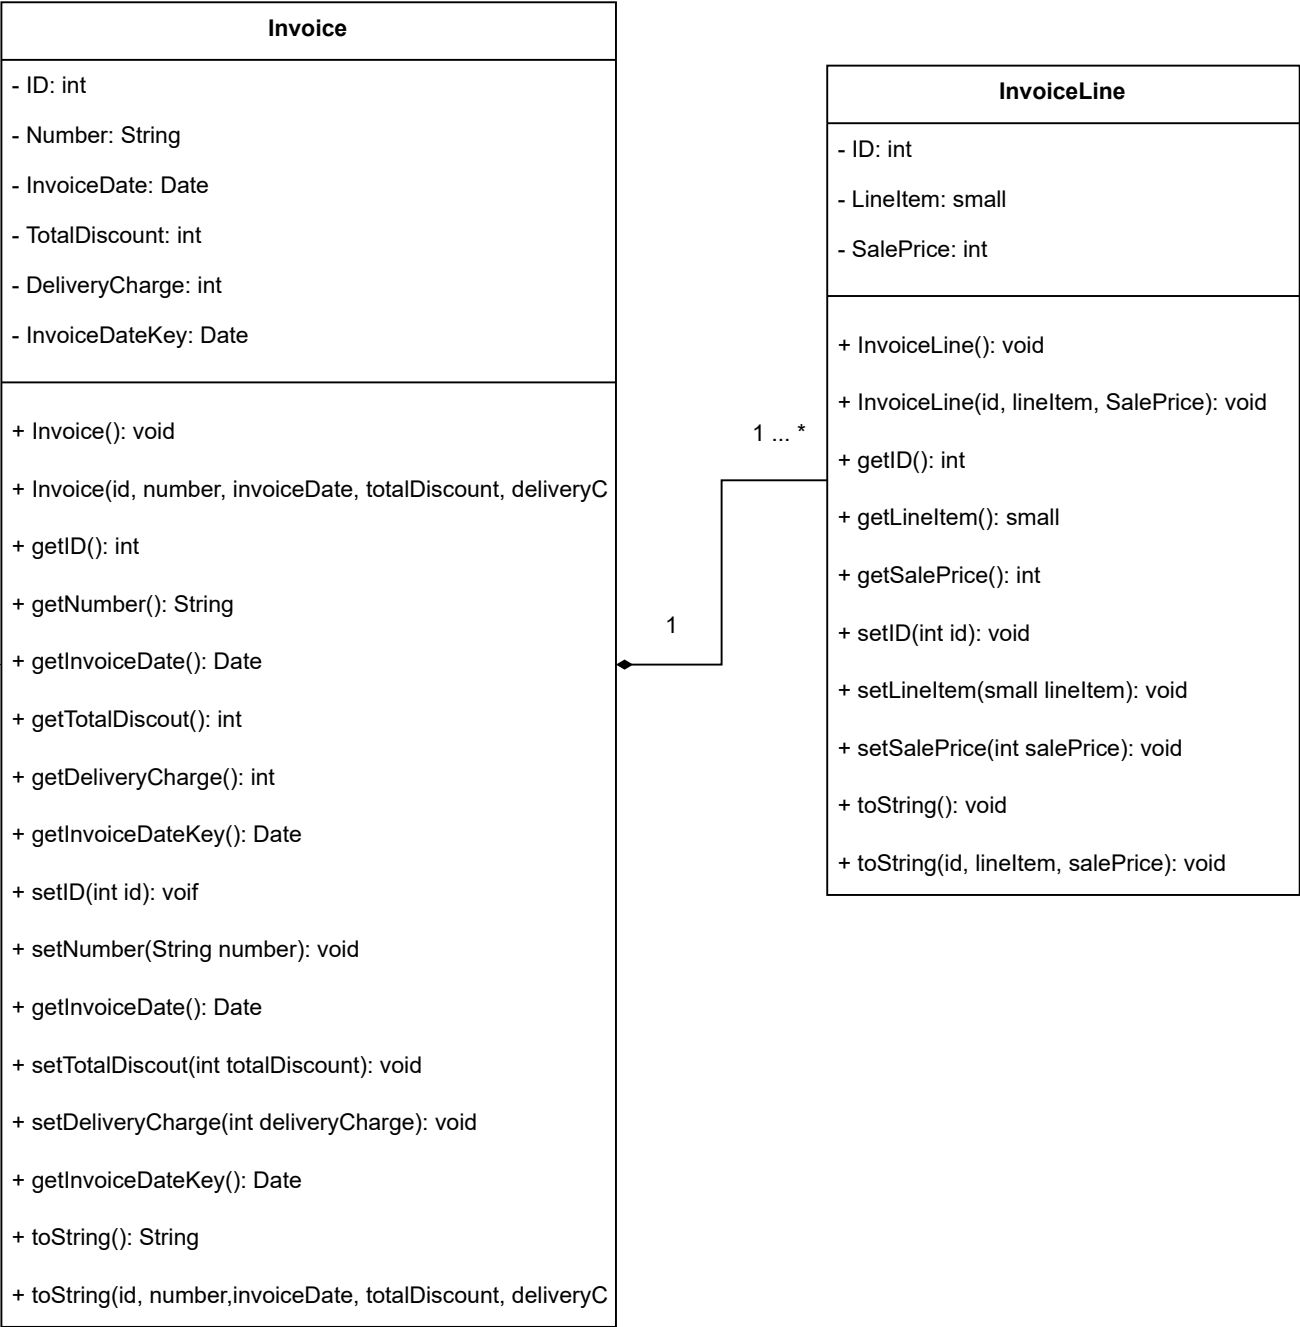 Invoice
- ID: int
- Number: String
- InvoiceDate: Date
- TotalDiscount: int
- DeliveryCharge: int
- InvoiceDateKey: Date
+ Invoice(): void
+ Invoice(id, number, invoiceDate, totalDiscount, deliveryC
+ getID(): int
+ getNumber(): String
+ getInvoiceDate(): Date
+ getTotalDiscout(): int
+ getDeliveryCharge(): int
+ getInvoiceDateKey(): Date
+ setID(int id): voif
+ setNumber(String number): void
+ getInvoiceDate(): Date
+ setTotalDiscout(int totalDiscount): void
+ setDeliveryCharge(int deliveryCharge): void
+ getInvoiceDateKey(): Date
+ toString(): String
+ toString(id, number,invoiceDate, totalDiscount, deliveryC
1
1 ... *
InvoiceLine
- ID: int
- LineItem: small
- SalePrice: int
+ InvoiceLine(): void
+ InvoiceLine(id, lineItem, SalePrice): void
+ getID(): int
+ getLineItem(): small
+ getSalePrice(): int
+ setID(int id): void
+ setLineItem(small lineItem): void
+ setSalePrice(int salePrice): void
+ toString(): void
+ toString(id, lineItem, salePrice): void